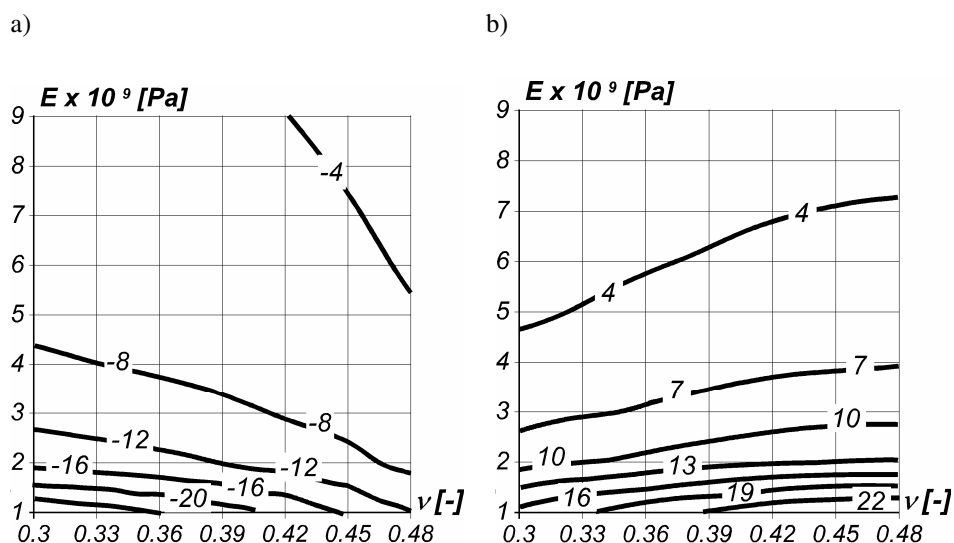 a) b)
E x 10 ⁹ [Pa] E x 10 ⁹ [Pa]
9 9
8 -4 8
7 7 4
6 6
5 5 4
4 -8 4 7
3 -8 3 7
-12 10
2 -16 -12 2 10 13
-20 -16 ν [-] 16 19 22 ν [-]
1 1
0.3 0.33 0.36 0.39 0.42 0.45 0.48 0.3 0.33 0.36 0.39 0.42 0.45 0.48